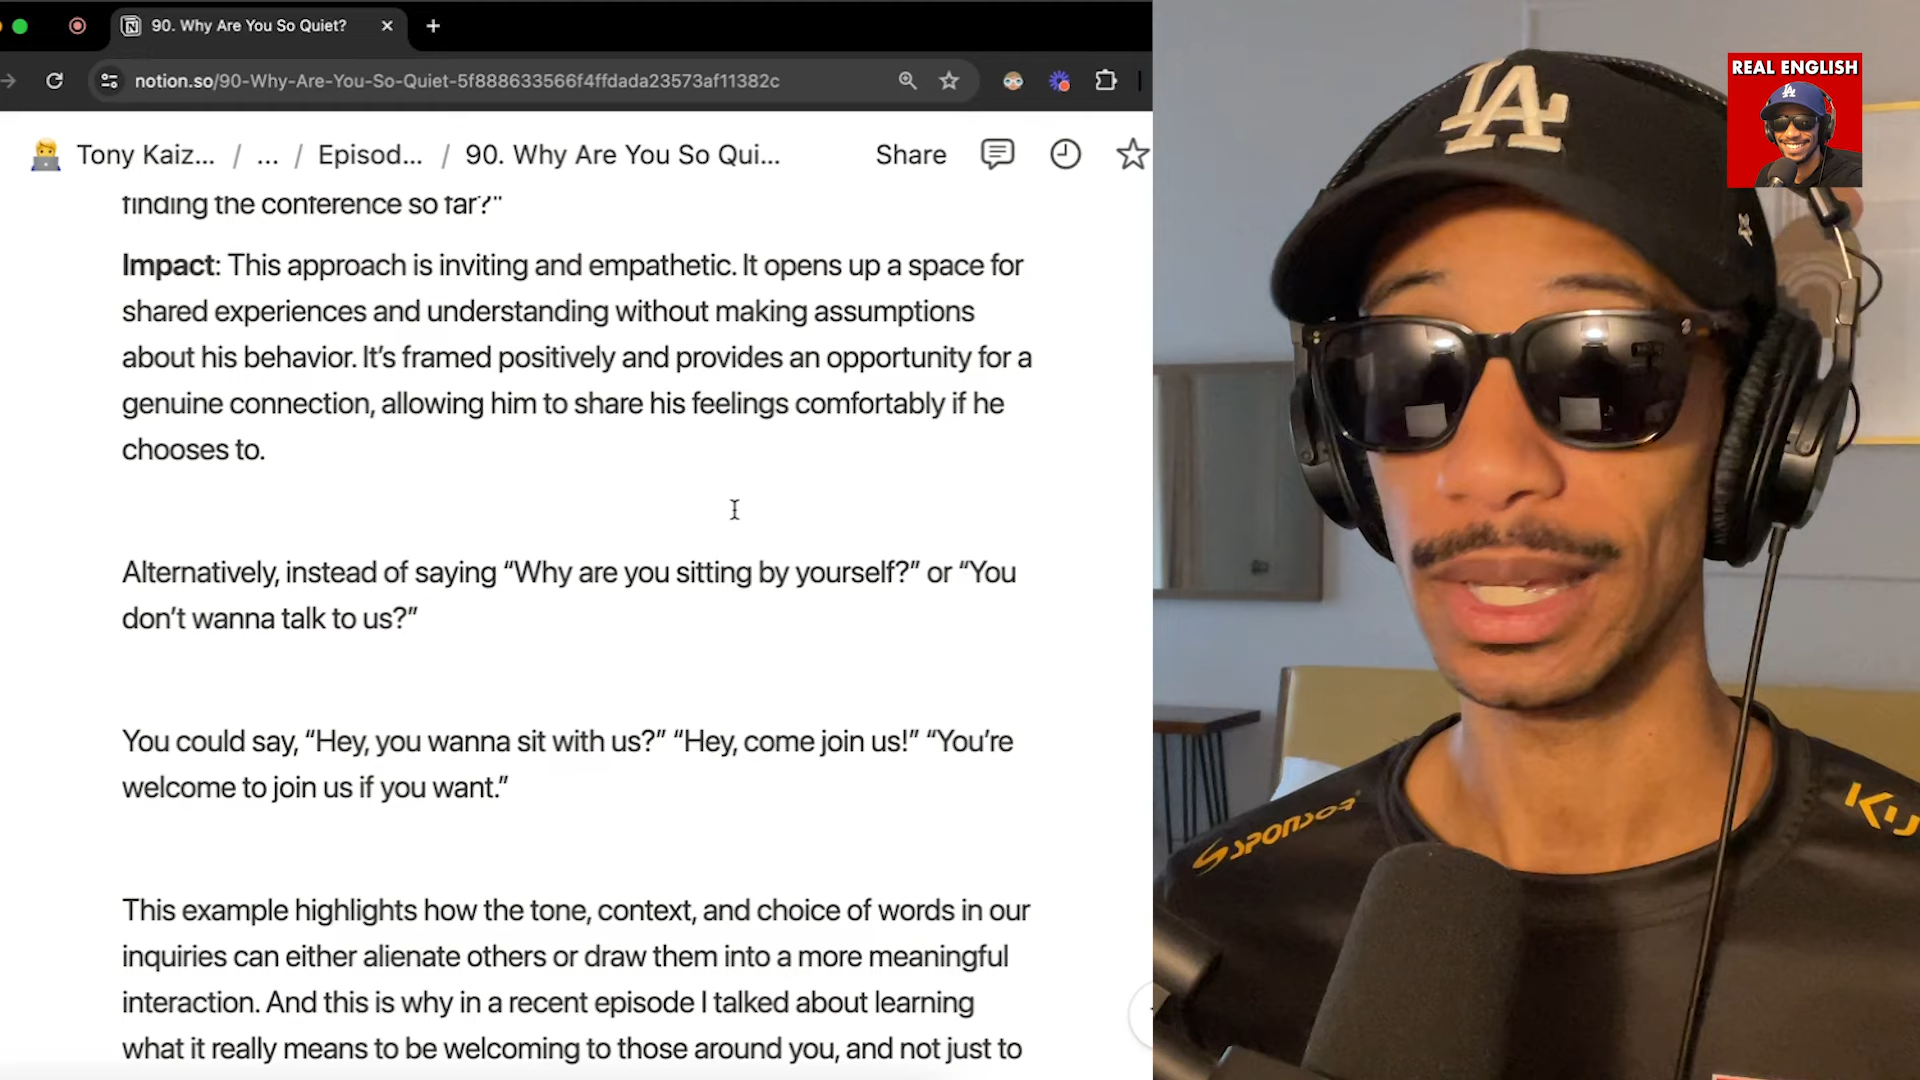 90. Why Are You So Quiet?
notion.so/90-Why-Are-You-So-Quiet-5f888633566f4ffdada23573af11382c
Tony Kaiz... / ... / Episod... / 90. Why Are You So Qui... Share
finding the conference so far?"
Impact: This approach is inviting and empathetic. It opens up a space for
shared experiences and understanding without making assumptions
about his behavior. It’s framed positively and provides an opportunity for a
genuine connection, allowing him to share his feelings comfortably if he
chooses to.
Alternatively, instead of saying “Why are you sitting by yourself?” or “You
don’t wanna talk to us?”
You could say, “Hey, you wanna sit with us?” “Hey, come join us!” “You’re
welcome to join us if you want.”
This example highlights how the tone, context, and choice of words in our
inquiries can either alienate others or draw them into a more meaningful
interaction. And this is why in a recent episode I talked about learning
what it really means to be welcoming to those around you, and not just to
REAL ENGLISH
LA
LA
SPONSOR